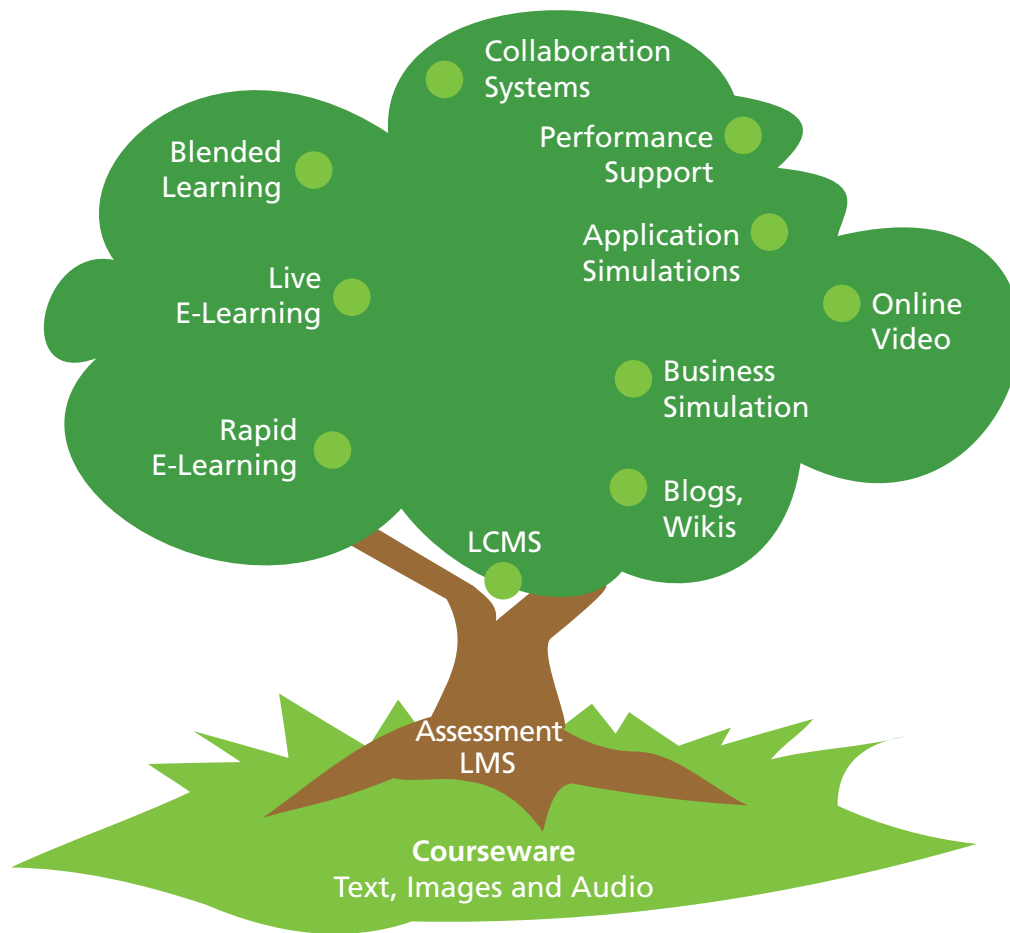 Collaboration
Systems
Performance
Support
Blended
Learning
Application
Simulations
Live
E-Learning
Online
Video
Business
Simulation
Rapid
E-Learning
Blogs,
Wikis
LCMS
Assessment
LMS
Courseware
Text, Images and Audio